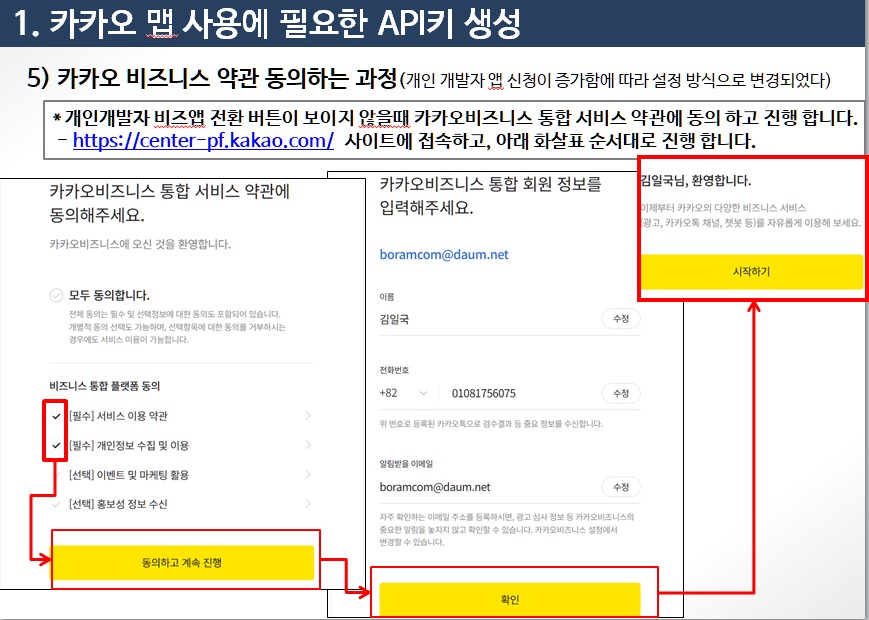 1. 카카오 맵 사용에 필요한 API키 생성
5) 카카오 비즈니스 약관 동의하는 과정(개인 개발자 앱 신청이 증가함에 따라 설정 방식으로 변경되었다)
* 개인개발자 비즈앱 전환 버튼이 보이지 않을때 카카오비즈니스 통합 서비스 약관에 동의 하고 진행 합니다.
- https://center-pf.kakao.com/ 사이트에 접속하고, 아래 화살표 순서대로 진행 합니다.
카카오비즈니스 통합 서비스 약관에
동의해주세요.
카카오비즈니스에 오신 것을 환영합니다.
모두 동의합니다.
전체 동의는 필수 및 선택정보에 대한 동의도 포함되어 있습니다.
개별적 동의 선택도 가능하며, 선택항목에 대한 동의를 거부하시는
경우에도 서비스 이용이 가능합니다.
비즈니스 통합 플랫폼 동의
[필수] 서비스 이용 약관
[필수] 개인정보 수집 및 이용
[선택] 이벤트 및 마케팅 활용
[선택] 홍보성 정보 수신
동의하고 계속 진행
카카오비즈니스 통합 회원 정보를
입력해주세요.
boramcom@daum.net
이름
김일국
수정
전화번호
+82
01081756075
수정
위 번호로 등록된 카카오톡으로 검수결과 등 중요 정보를 수신합니다.
알림받을 이메일
boramcom@daum.net
수정
자주 확인하는 이메일 주소를 등록하시면, 광고 심사 정보 등 카카오비즈니스의
중요한 알림을 놓치지 않고 확인할 수 있습니다. 카카오비즈니스 설정에서
변경할 수 있습니다.
확인
김일국님, 환영합니다.
이제부터 카카오의 다양한 비즈니스 서비스
(광고, 카카오톡 채널, 챗봇 등)를 자유롭게 이용해 보세요.
시작하기